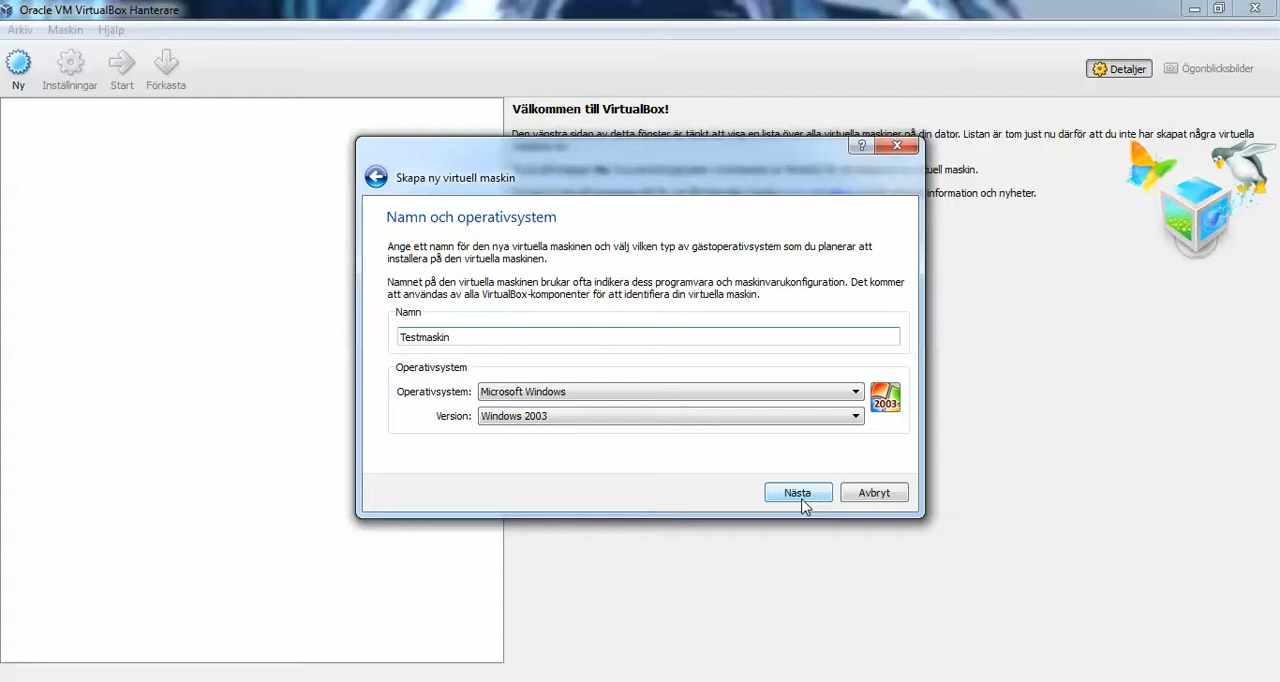 Oracle VM VirtualBox Hanterare
Arkiv Maskin Hjälp
Ny Inställningar Start Förkasta
Detaljer Ögonblicksbilder
Välkommen till VirtualBox!
Den vänstra sidan av detta fönster är tänkt att visa en lista över alla virtuella maskiner på din dator. Listan är tom just nu därför att du inte har skapat några virtuella
maskin.
information och nyheter.
Skapa ny virtuell maskin
Namn och operativsystem
Ange ett namn för den nya virtuella maskinen och välj vilken typ av gästoperativsystem som du planerar att
installera på den virtuella maskinen.
Namnet på den virtuella maskinen brukar ofta indikera dess programvara och maskinvarukonfiguration. Det kommer
att användas av alla VirtualBox-komponenter för att identifiera din virtuella maskin.
Namn
Testmaskin
Operativsystem
Operativsystem: Microsoft Windows
2003
Version: Windows 2003
Nästa Avbryt